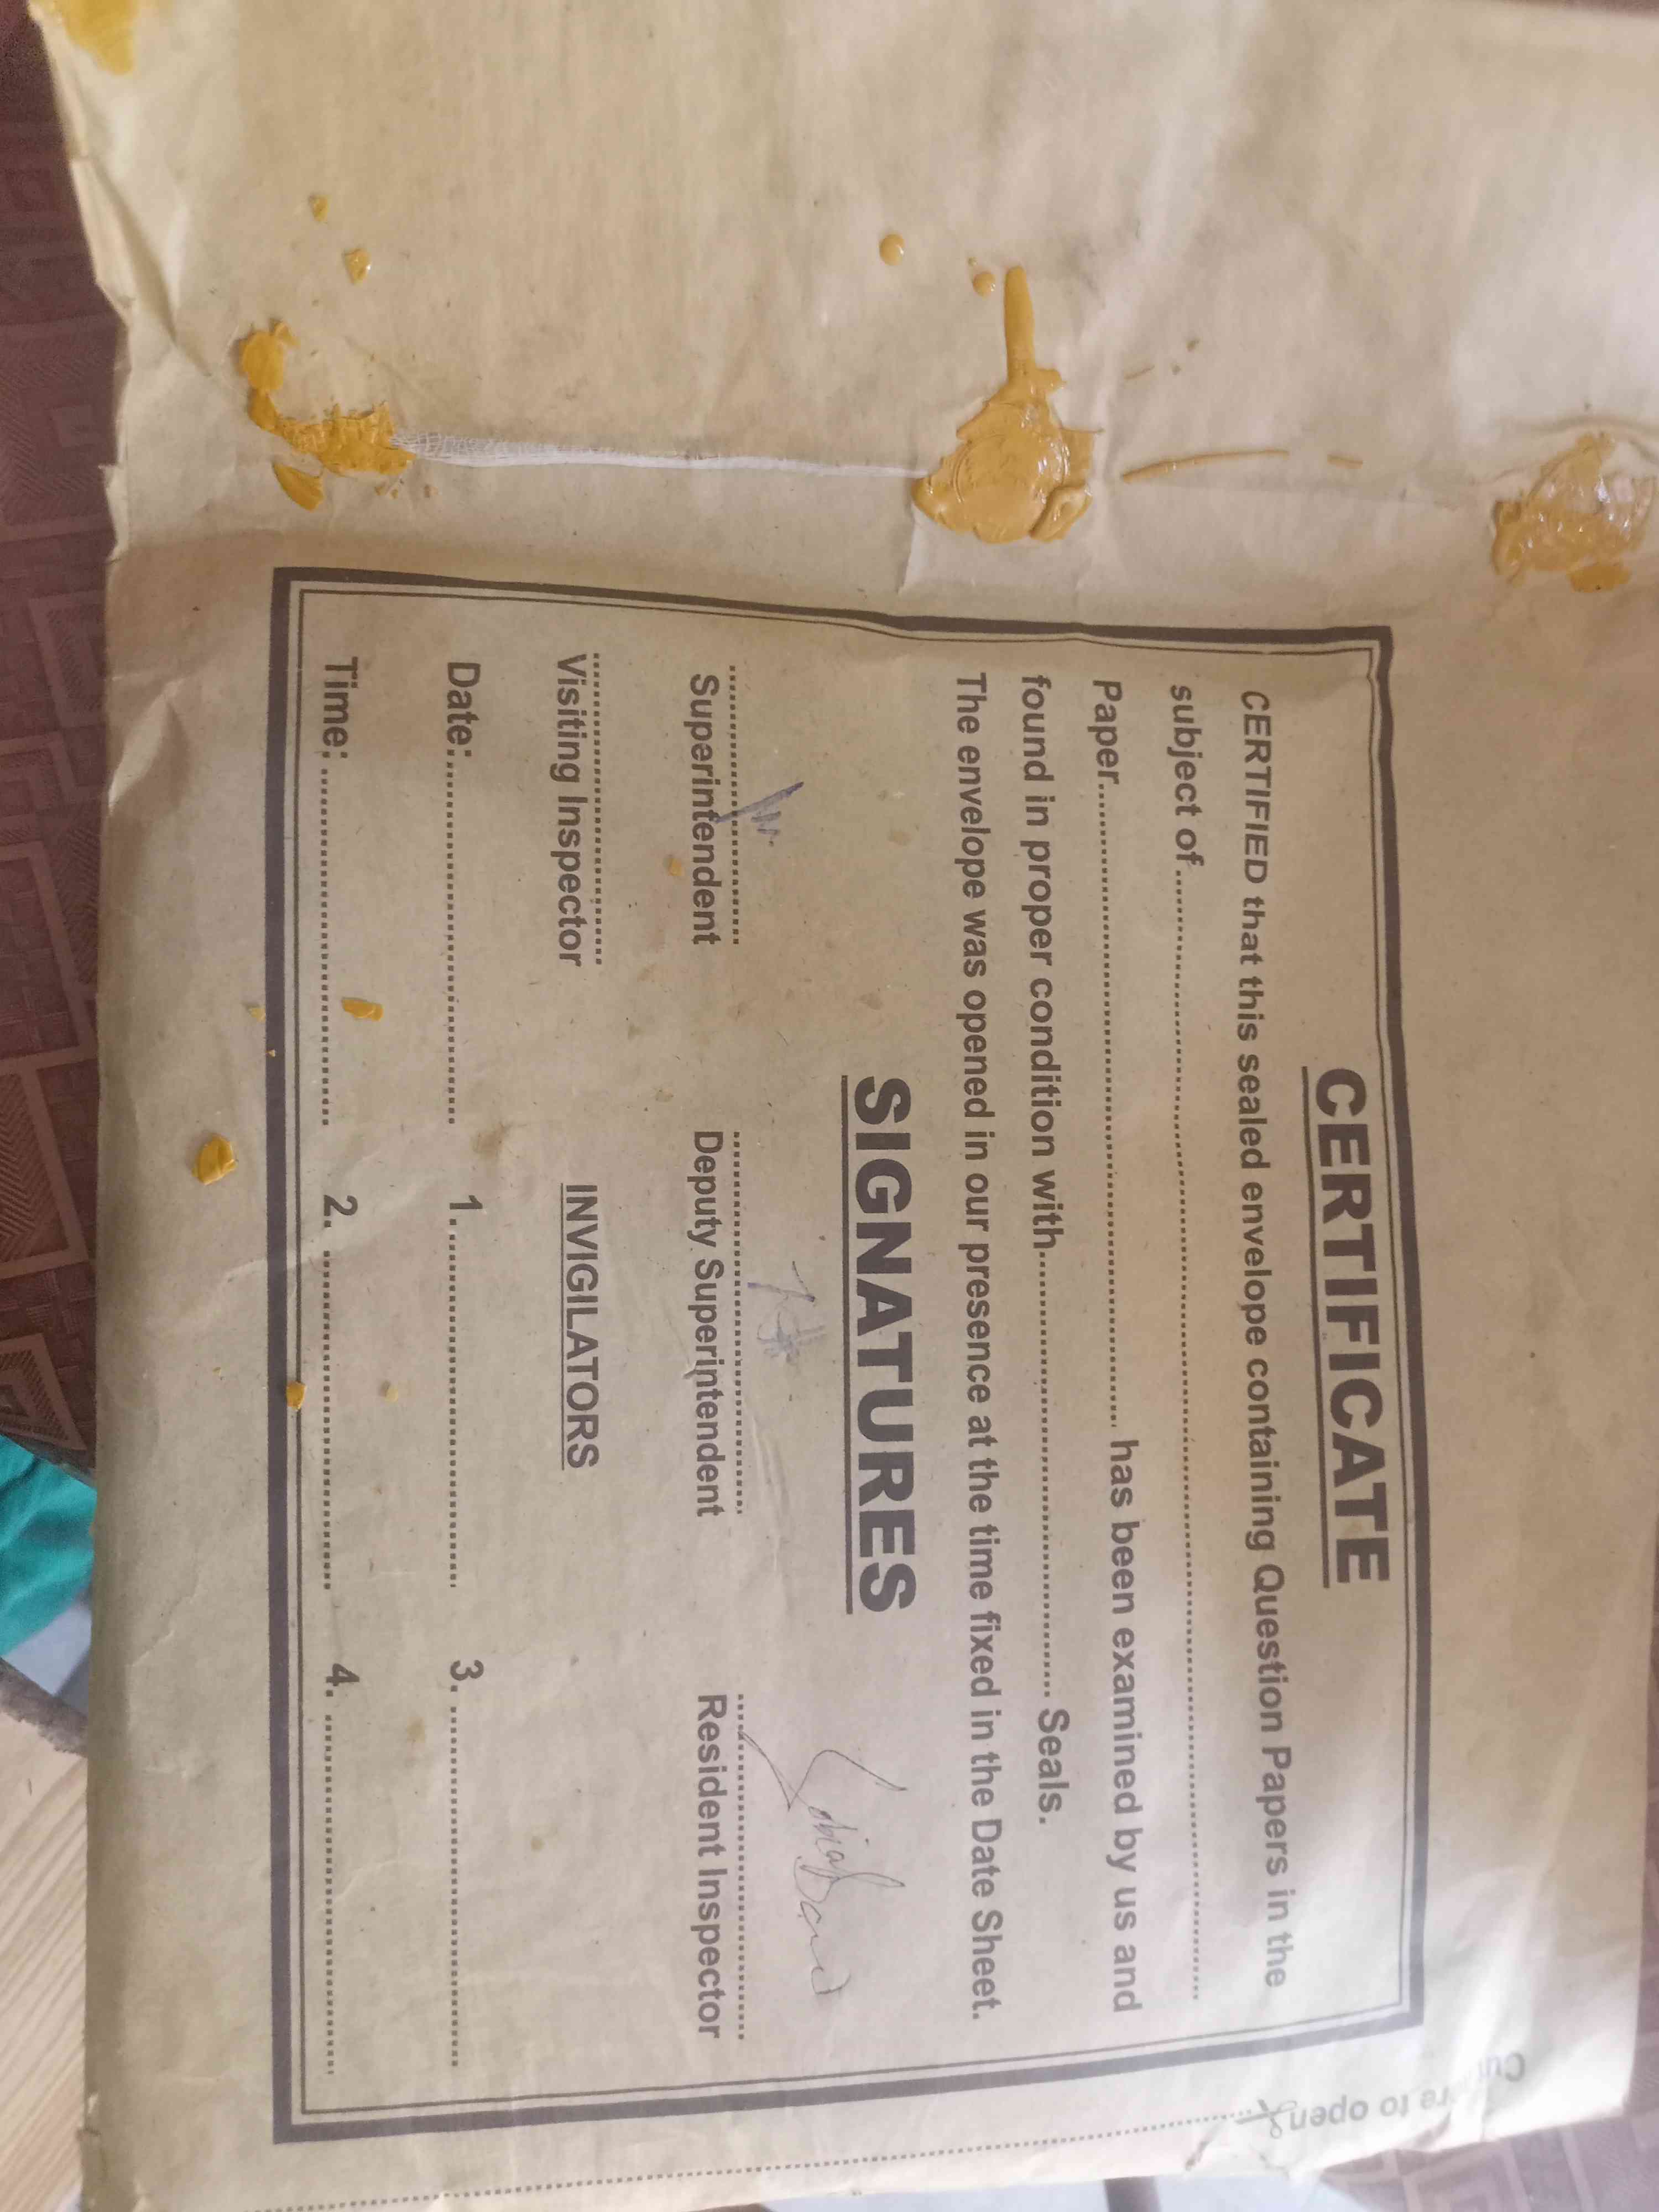 CERTIFICATE
CERTIFIED that this sealed envelope containing Question Papers in the
subject of................................................
Paper................................ has been examined by us and
found in proper condition with................................ Seals.
The envelope was opened in our presence at the time fixed in the Date Sheet.
SIGNATURES
Superintendent Deputy Superintendent Resident Inspector
Visiting Inspector INVIGILATORS
Date:........................ 1......................... 3.........................
Time:........................ 2. ........................ 4. ........................
to open